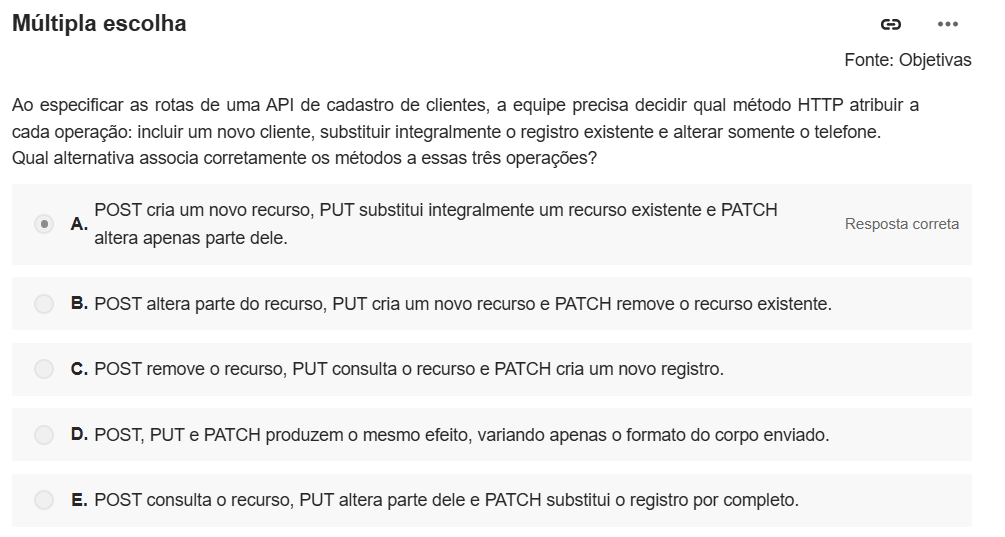 Múltipla escolha
Fonte: Objetivas
Ao especificar as rotas de uma API de cadastro de clientes, a equipe precisa decidir qual método HTTP atribuir a
cada operação: incluir um novo cliente, substituir integralmente o registro existente e alterar somente o telefone.
Qual alternativa associa corretamente os métodos a essas três operações?
A. POST cria um novo recurso, PUT substitui integralmente um recurso existente e PATCH
altera apenas parte dele.
Resposta correta
B. POST altera parte do recurso, PUT cria um novo recurso e PATCH remove o recurso existente.
C. POST remove o recurso, PUT consulta o recurso e PATCH cria um novo registro.
D. POST, PUT e PATCH produzem o mesmo efeito, variando apenas o formato do corpo enviado.
E. POST consulta o recurso, PUT altera parte dele e PATCH substitui o registro por completo.